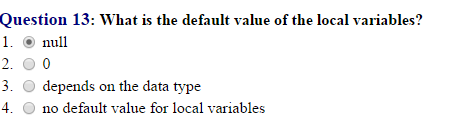 Question 13: What is the default value of the local variables?
1. null
2. 0
3. depends on the data type
4. no default value for local variables